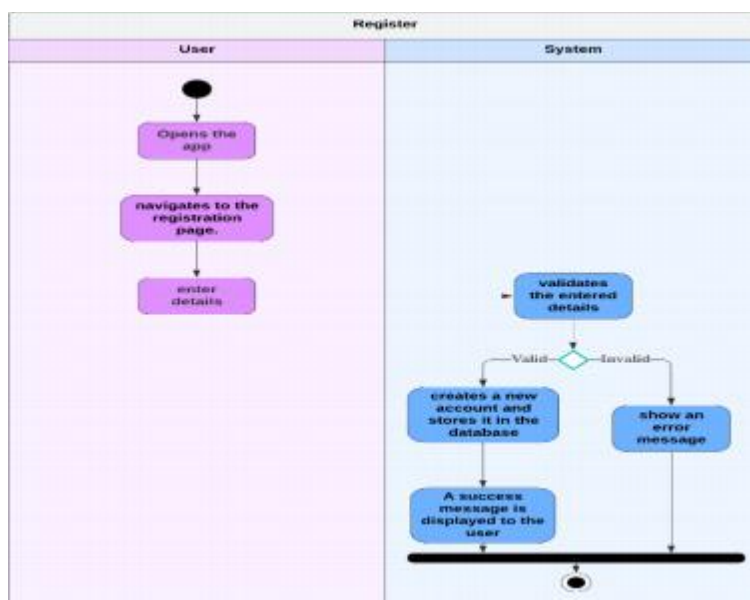 Register
User
System
Opens the
app
navigates to the
registration
page.
enter
details
validates
the entered
details
Valid
Invalid
creates a new
account and
stores it in the
database
show an
error
message
A success
message is
displayed to the
user